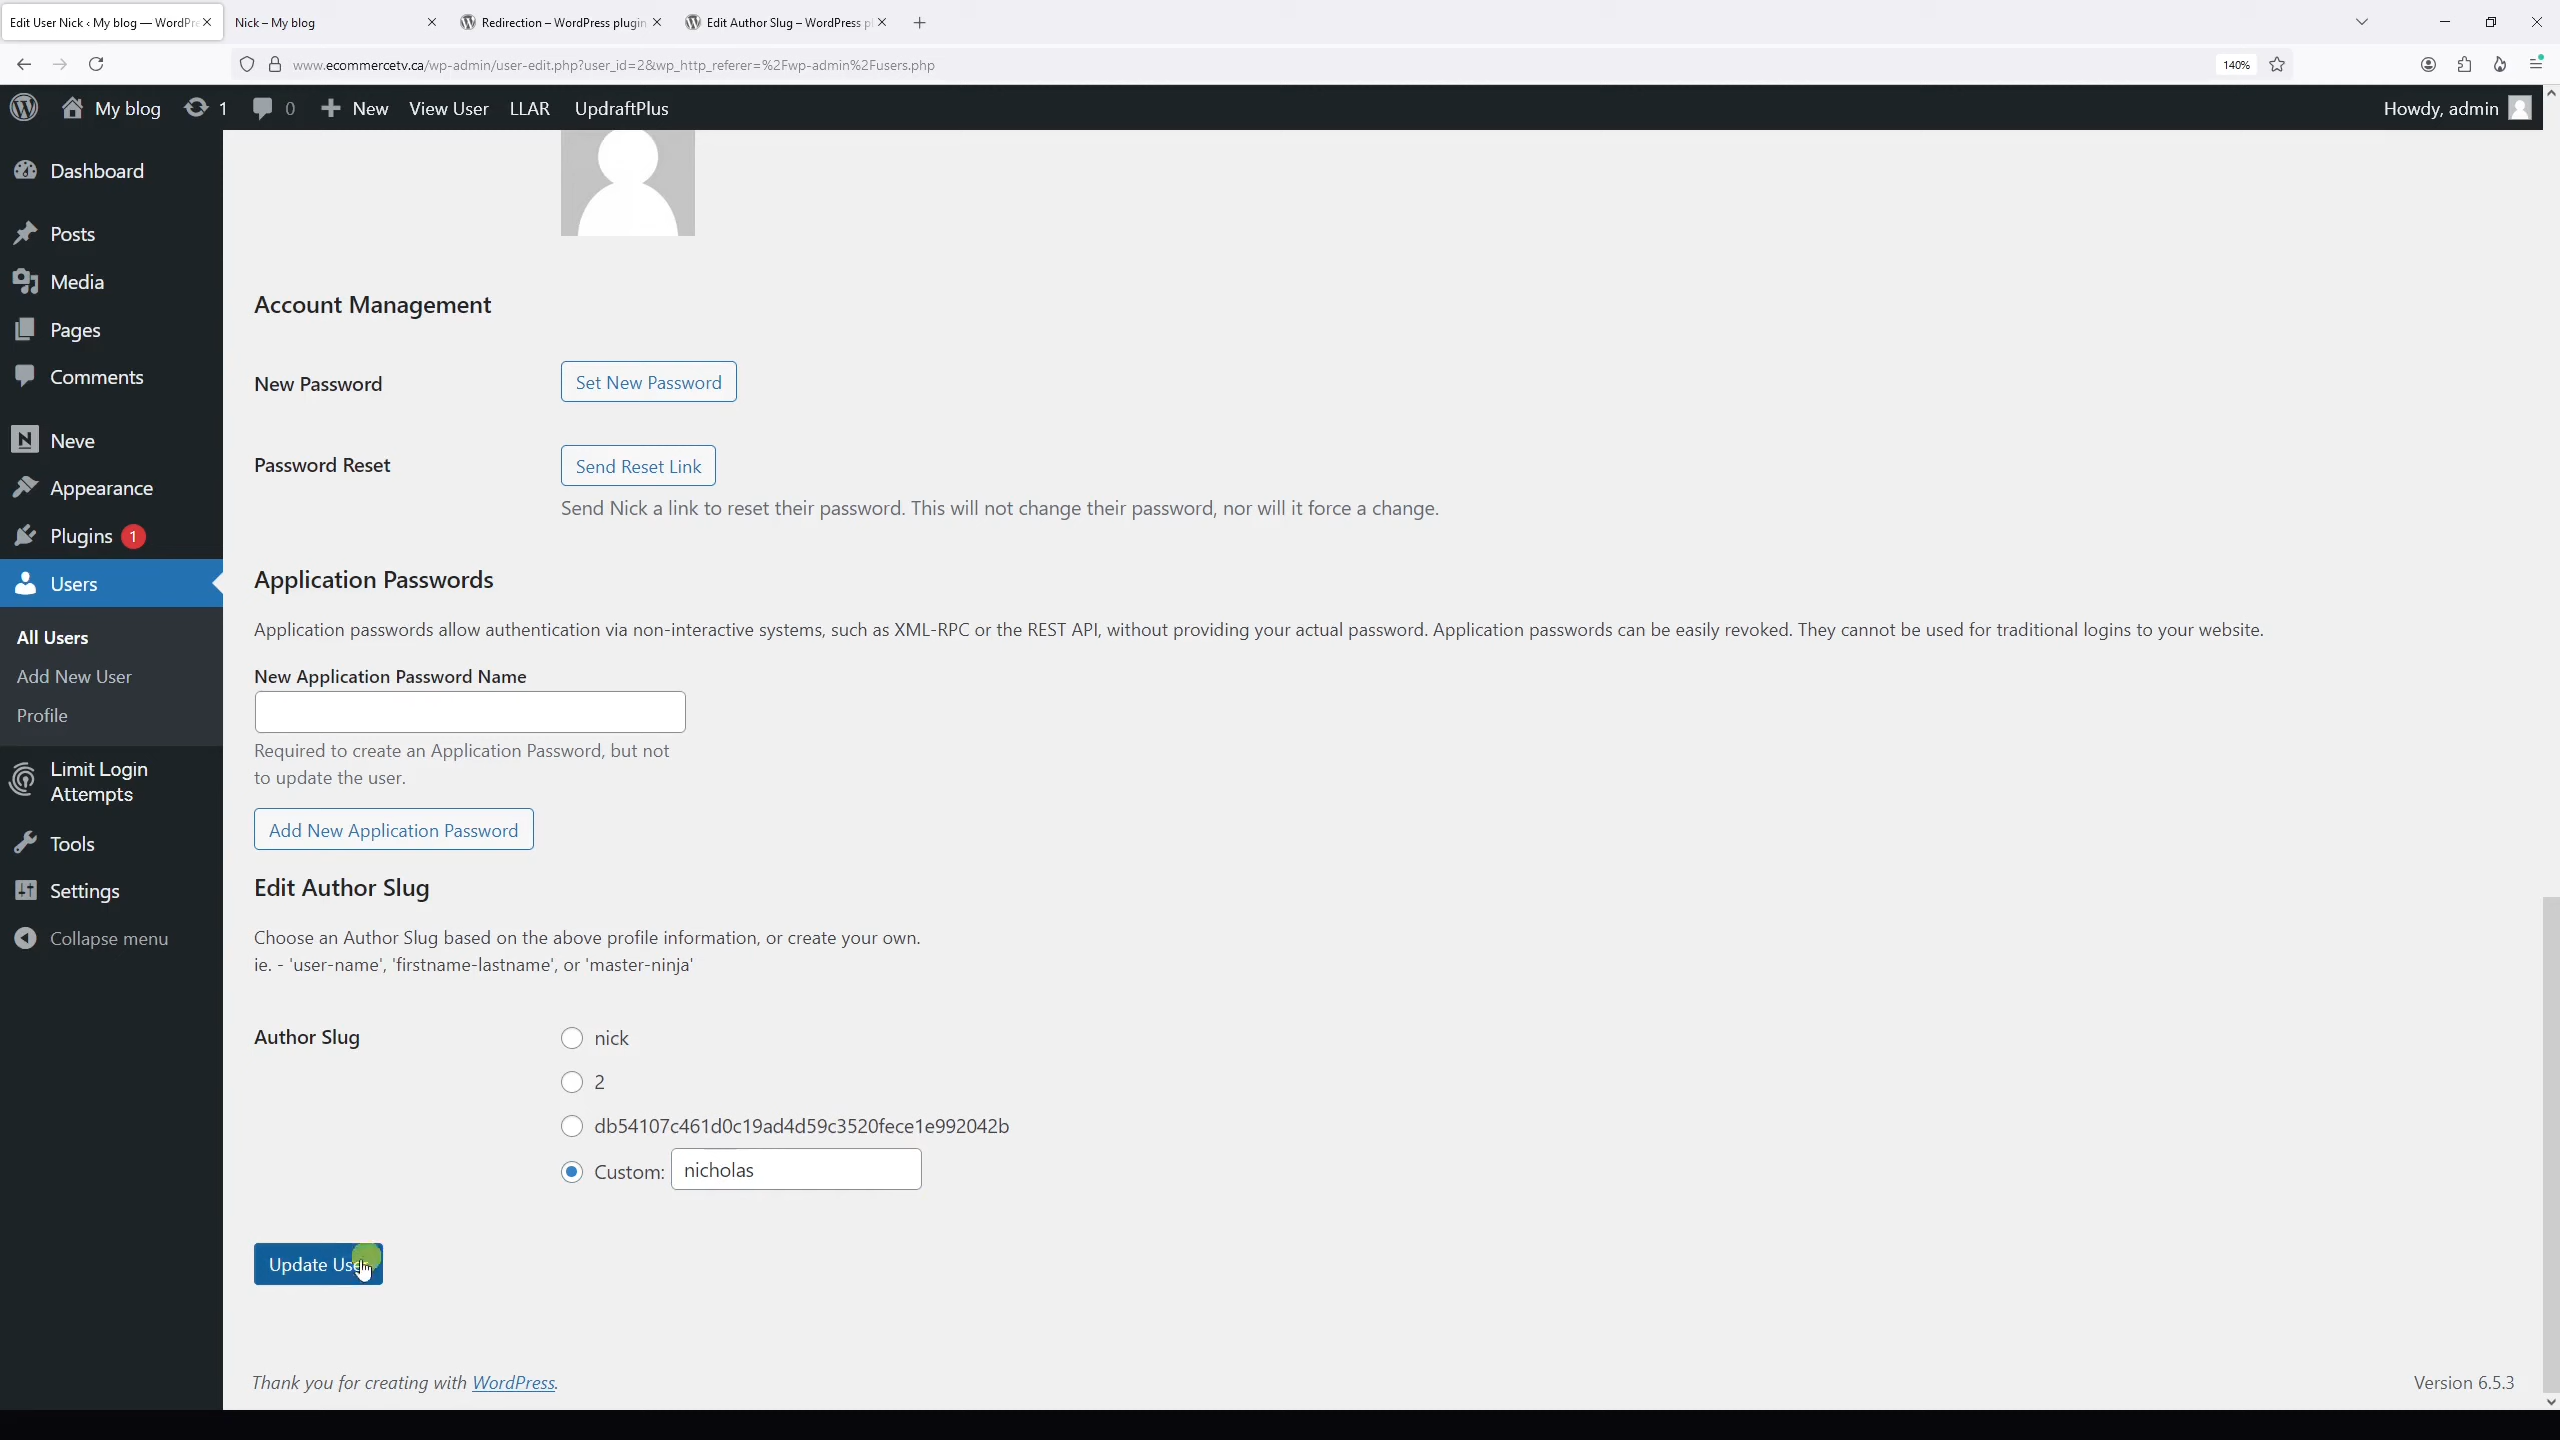 Edit User Nick ‹ My blog — WordPre
Nick – My blog
Redirection – WordPress plugin
Edit Author Slug – WordPress pl
www.ecommercetv.ca/wp-admin/user-edit.php?user_id=2&wp_http_referer=%2Fwp-admin%2Fusers.php
140%
My blog
1
0
New
View User
LLAR
UpdraftPlus
Howdy, admin
Dashboard
Posts
Media
Pages
Comments
Neve
Appearance
Plugins 1
Users
All Users
Add New User
Profile
Limit Login
Attempts
Tools
Settings
Collapse menu
Account Management
New Password
Set New Password
Password Reset
Send Reset Link
Send Nick a link to reset their password. This will not change their password, nor will it force a change.
Application Passwords
Application passwords allow authentication via non-interactive systems, such as XML-RPC or the REST API, without providing your actual password. Application passwords can be easily revoked. They cannot be used for traditional logins to your website.
New Application Password Name
Required to create an Application Password, but not
to update the user.
Add New Application Password
Edit Author Slug
Choose an Author Slug based on the above profile information, or create your own.
ie. - 'user-name', 'firstname-lastname', or 'master-ninja'
Author Slug
nick
2
db54107c461d0c19ad4d59c3520fece1e992042b
Custom: nicholas
Update User
Thank you for creating with WordPress.
Version 6.5.3